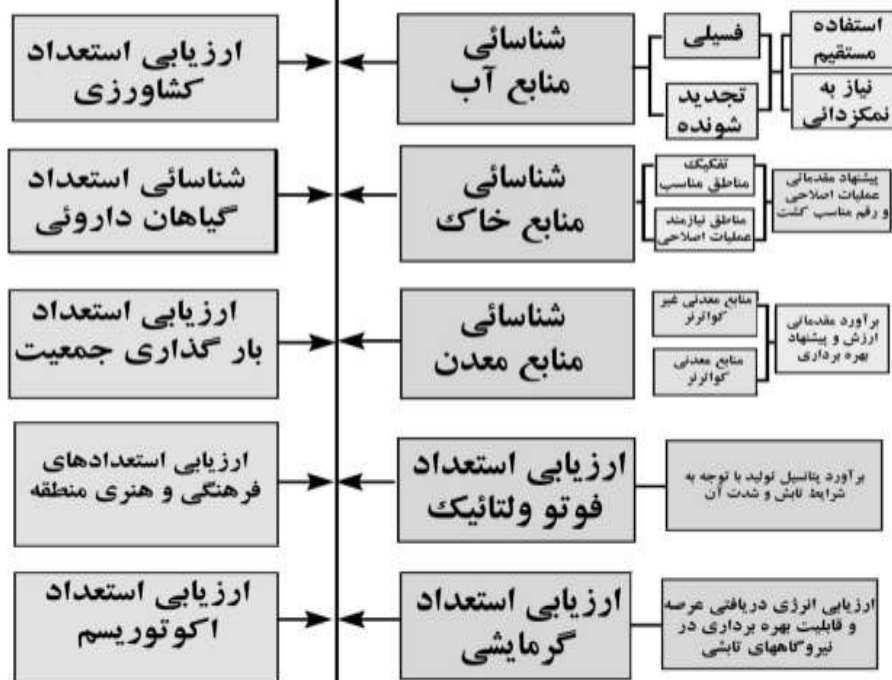 استفاده
مستقیم
نیاز به
نمکزدائی
فسیلی
تجدید
شونده
شناسائی
منابع آب
ارزیابی استعداد
کشاورزی
پیشنهاد مقدماتی
عملیات اصلاحی
و رقم مناسب کشت
تفکیک
مناطق مناسب
مناطق نیازمند
عملیات اصلاحی
شناسائی
منابع خاک
شناسائی استعداد
گیاهان داروئی
برآورد مقدماتی
ارزش و پیشنهاد
بهره برداری
منابع معدنی غیر
کواترنر
منابع معدنی
کواترنر
شناسائی
منابع معدن
ارزیابی استعداد
بار گذاری جمعیت
برآورد پتانسیل تولید با توجه به
شرایط تابش و شدت آن
ارزیابی استعداد
فوتو ولتائیک
ارزیابی استعدادهای
فرهنگی و هنری منطقه
ارزیابی انرژی دریافتی عرصه
و قابلیت بهره برداری در
نیروگاههای تابشی
ارزیابی استعداد
گرمایشی
ارزیابی استعداد
اکوتوریسم